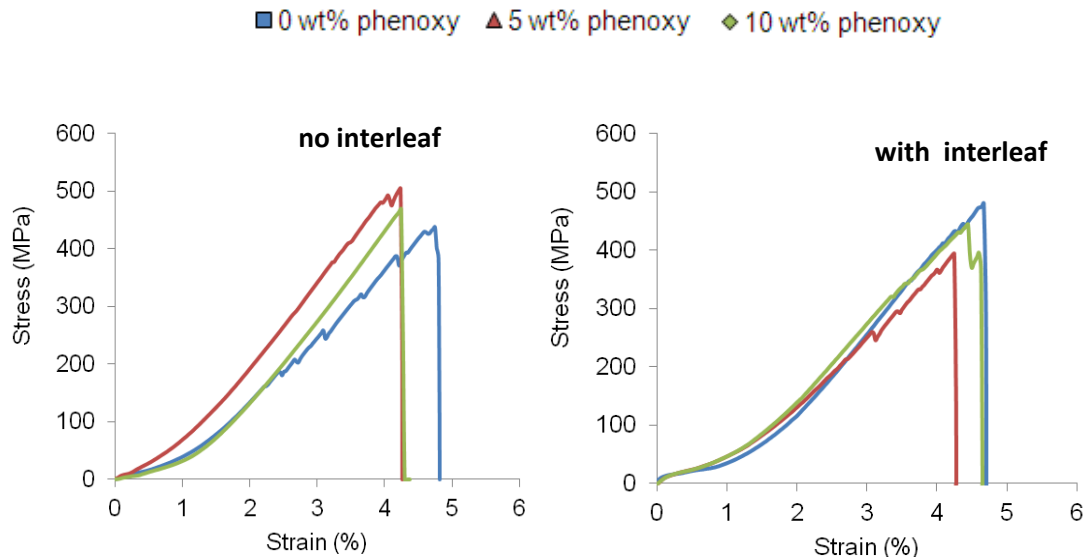 0 wt% phenoxy 5 wt% phenoxy 10 wt% phenoxy
no interleaf
600
500
400
300
200
100
0
Stress (MPa)
0 1 2 3 4 5 6
Strain (%)
with interleaf
600
500
400
300
200
100
0
Stress (MPa)
0 1 2 3 4 5 6
Strain (%)